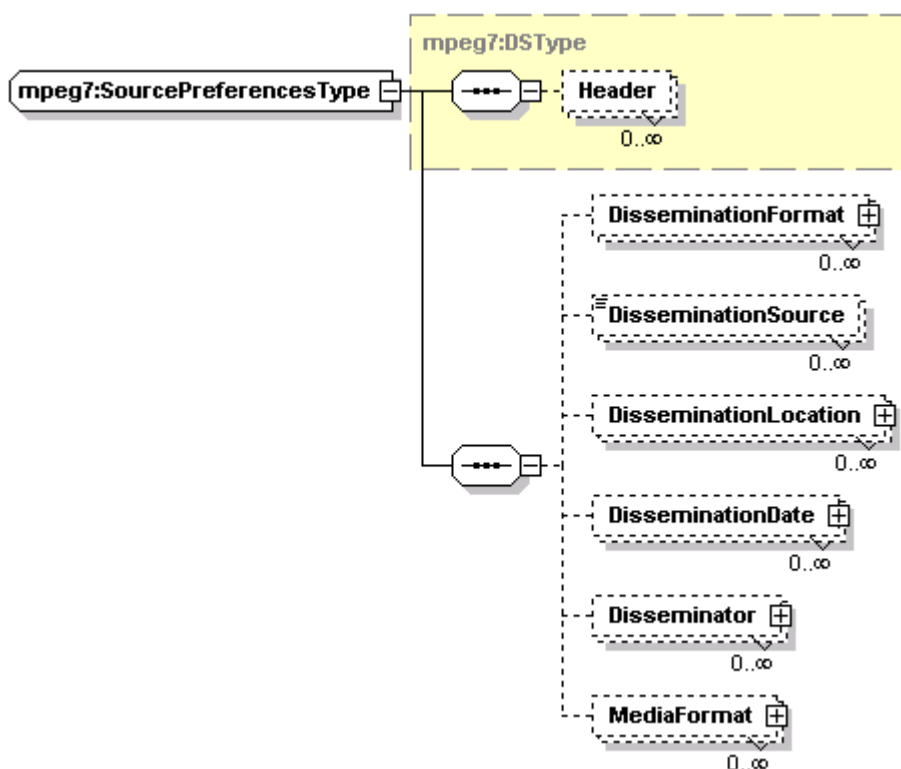 mpeg7:DSType
mpeg7:SourcePreferencesType
Header
0..∞
DisseminationFormat
0..∞
DisseminationSource
0..∞
DisseminationLocation
0..∞
DisseminationDate
0..∞
Disseminator
0..∞
MediaFormat
0..∞